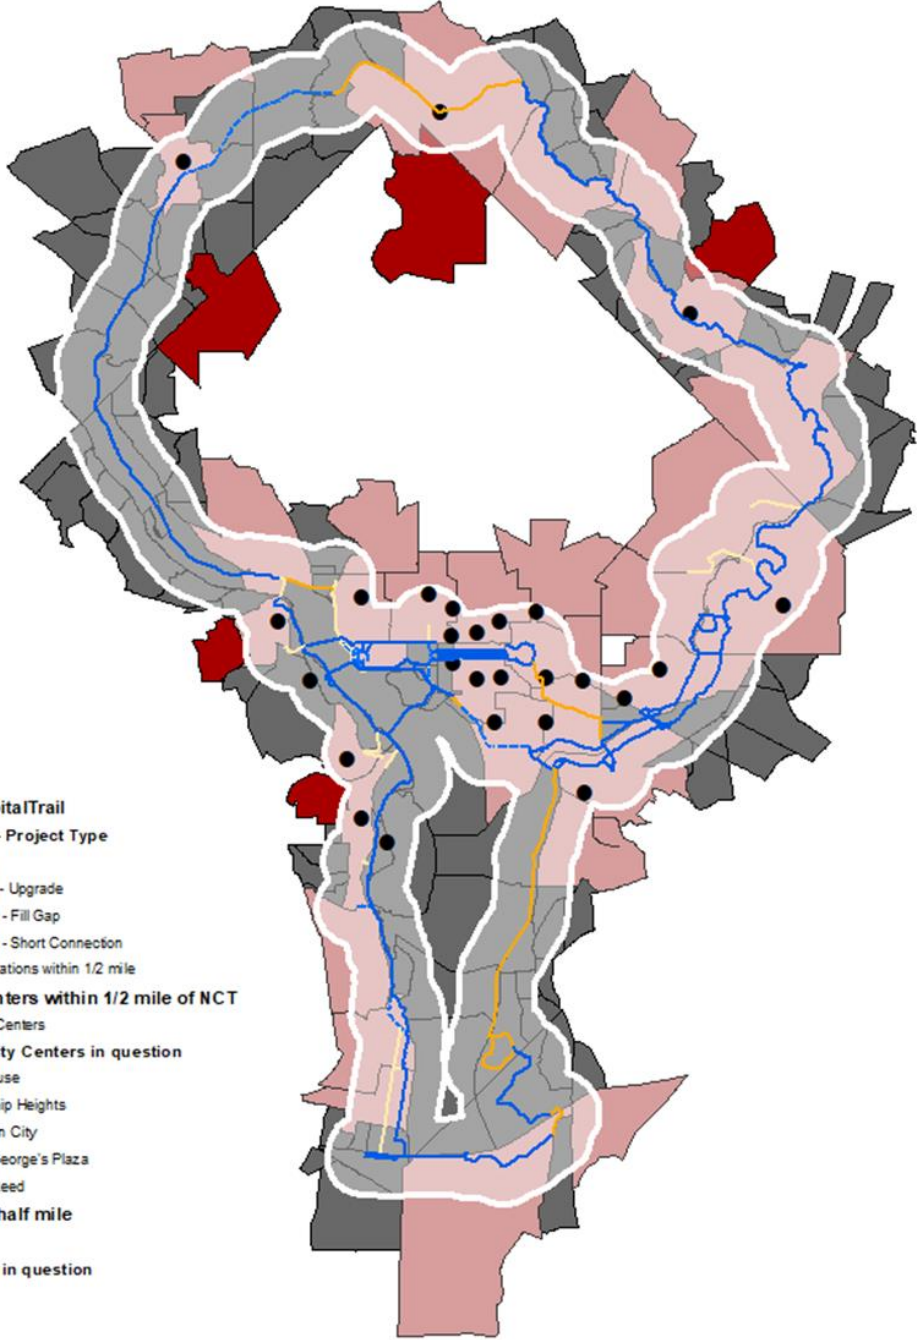 italTrail
- Project Type
- Upgrade
- Fill Gap
- Short Connection
ations within 1/2 mile
nters within 1/2 mile of NCT
Centers
ty Centers in question
use
ip Heights
n City
eorge's Plaza
eed
half mile
in question